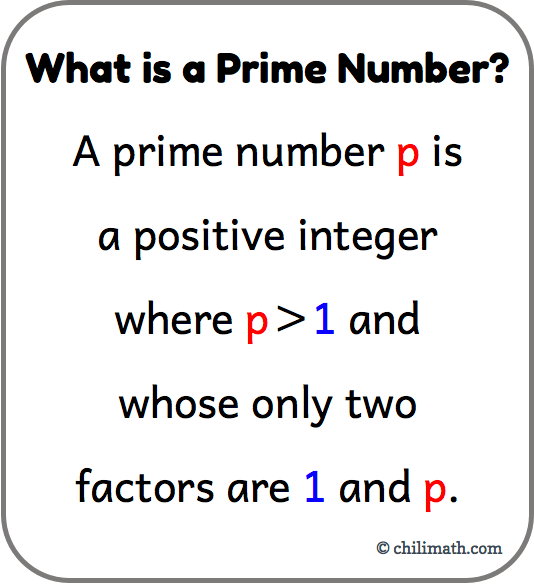 What is a Prime Number?
A prime number p is
a positive integer
where p > 1 and
whose only two
factors are 1 and p.
© chilimath.com